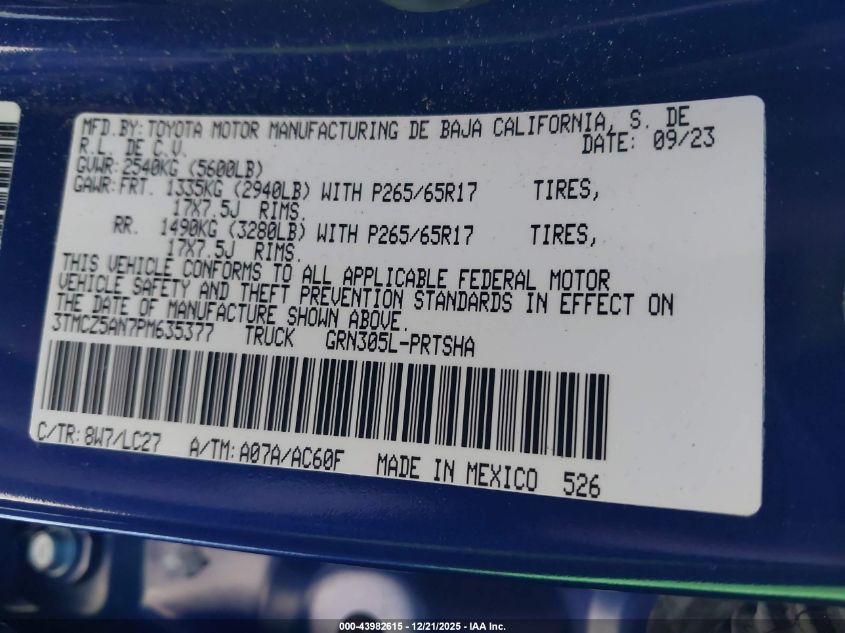 MFD.BY: TOYOTA MOTOR MANUFACTURING DE BAJA CALIFORNIA, S. DE
R.L. DE C.V. DATE: 09/23
GVWR: 2540KG (5600LB)
GAWR: FRT. 1335KG (2940LB) WITH P265/65R17 TIRES,
17X7.5J RIMS.
RR. 1490KG (3280LB) WITH P265/65R17 TIRES,
17X7.5J RIMS.
THIS VEHICLE CONFORMS TO ALL APPLICABLE FEDERAL MOTOR
VEHICLE SAFETY AND THEFT PREVENTION STANDARDS IN EFFECT ON
THE DATE OF MANUFACTURE SHOWN ABOVE.
3TMCZ5AN7PM635377 TRUCK GRN305L-PRTSHA
C/TR: 8W7/LC27 A/TM: A07A/AC60F MADE IN MEXICO 526
000-43982615 - 12/21/2025 - IAA Inc.